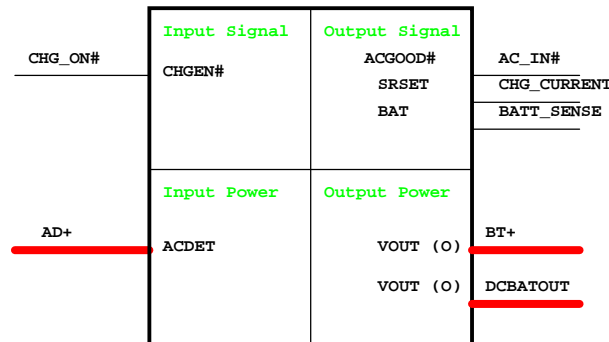 Input Signal Output Signal
CHG_ON# ACGOOD# AC_IN#
CHGEN# SRSET CHG_CURRENT
BAT BATT_SENSE
Input Power Output Power
AD+ BT+
ACDET VOUT (O)
VOUT (O) DCBATOUT